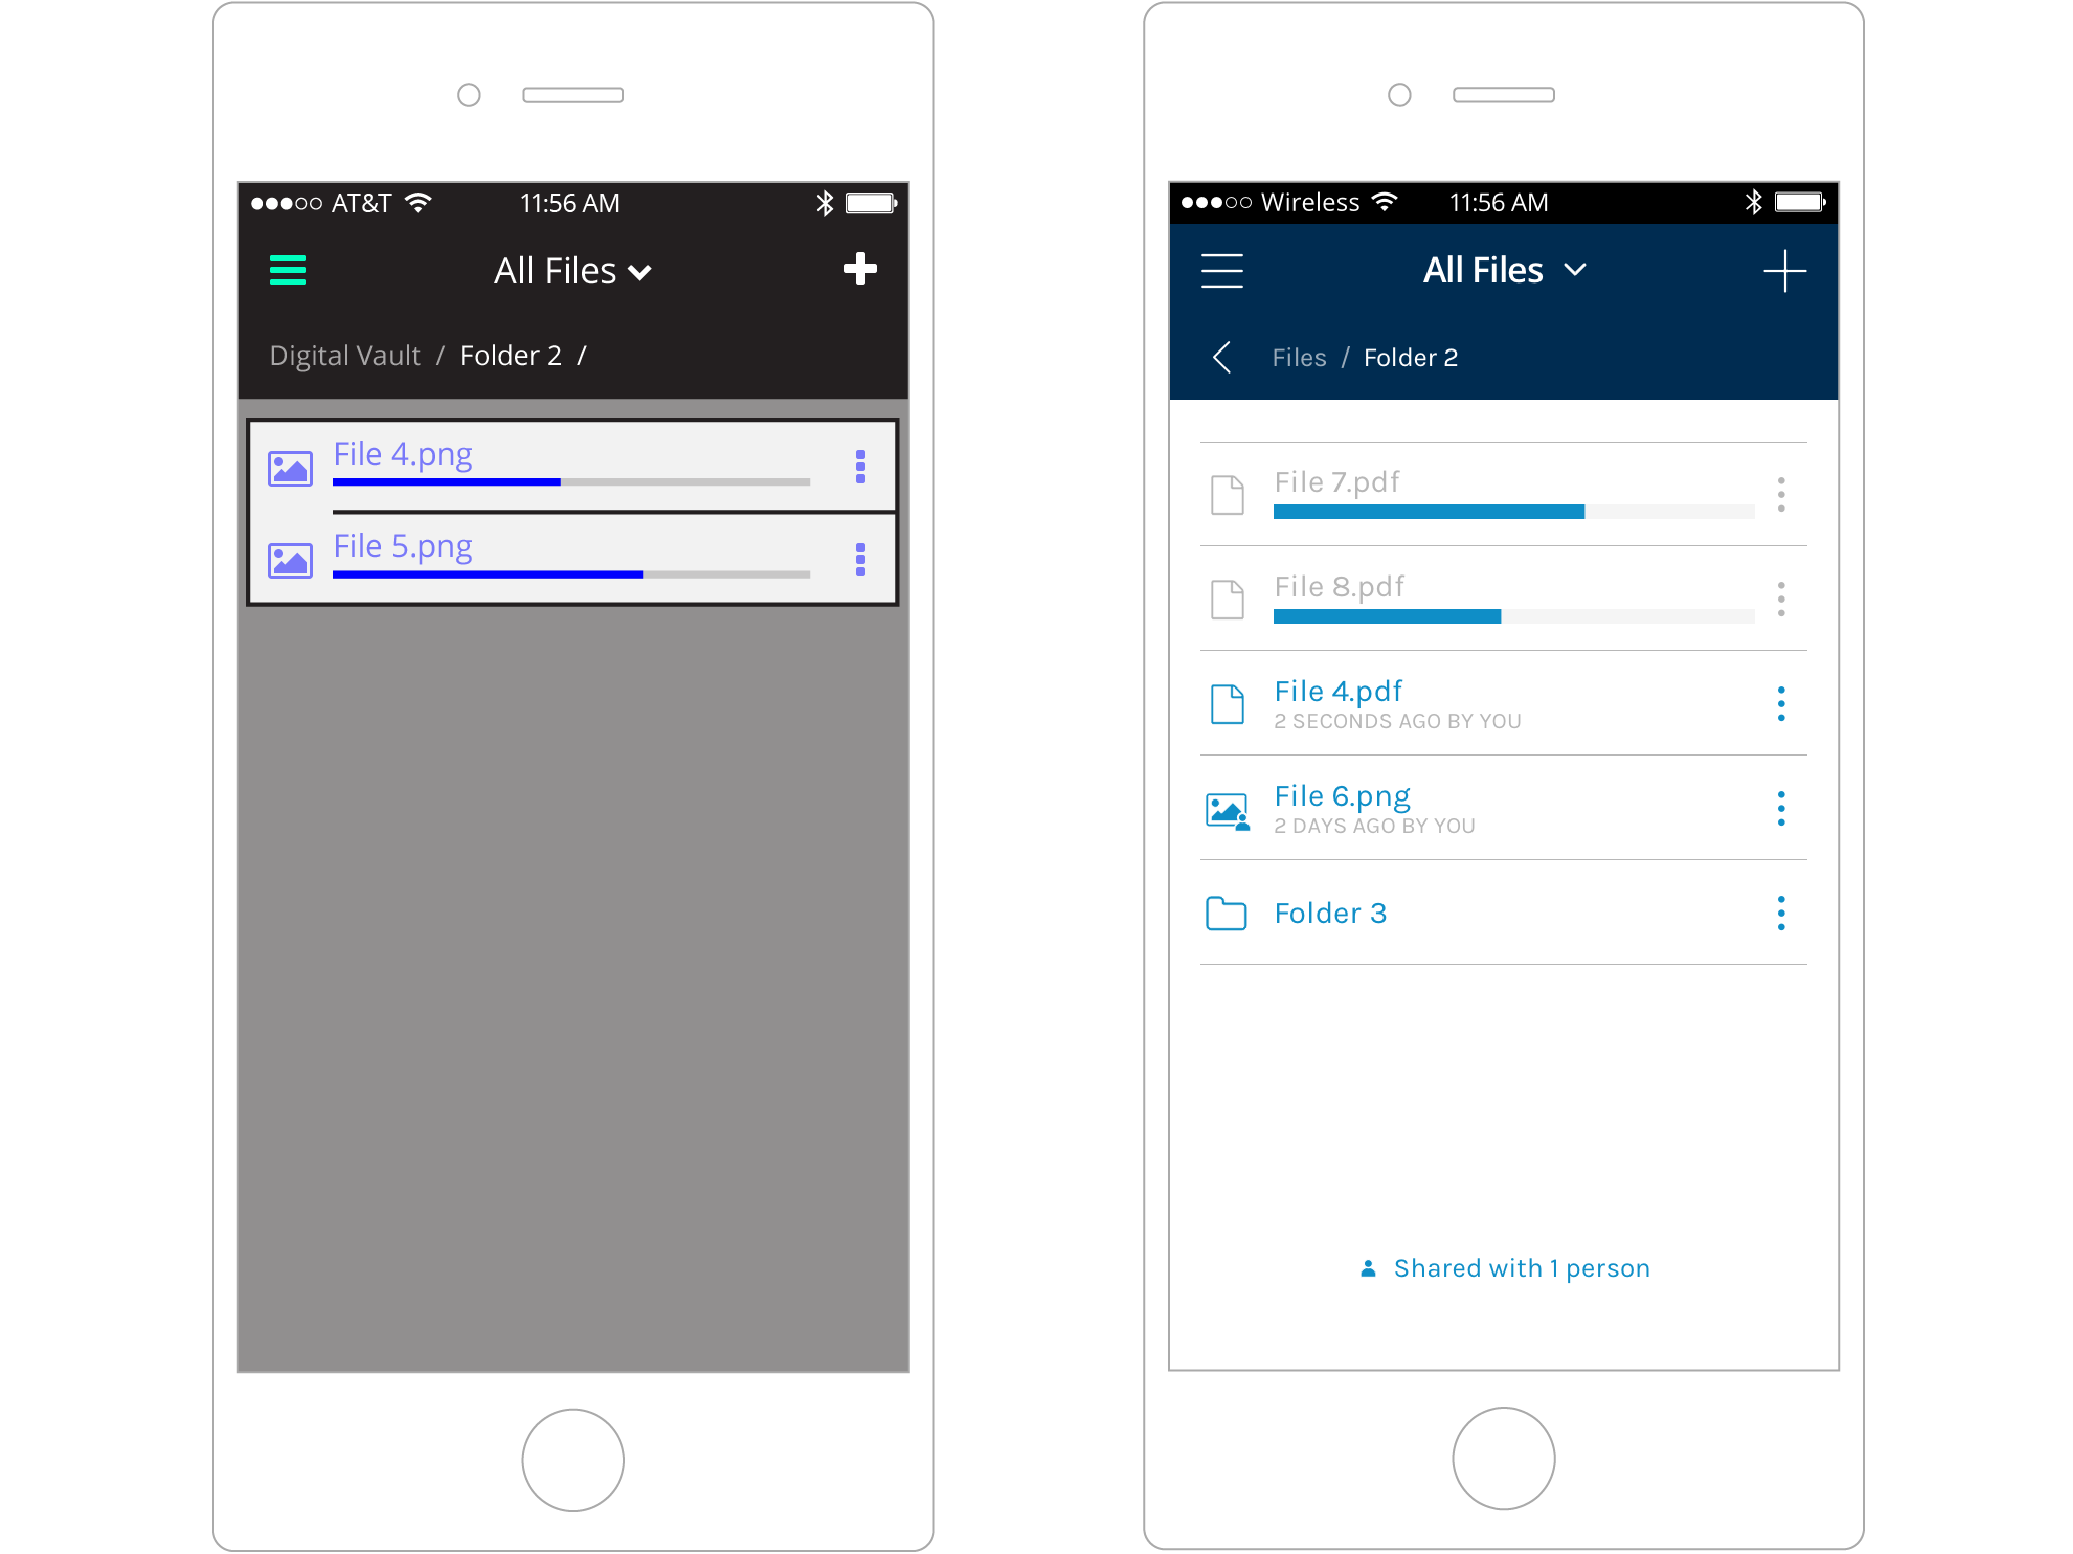 AT&T 11:56 AM
All Files
Digital Vault / Folder 2 /
File 4.png
File 5.png
Wireless 11:56 AM
All Files
Files / Folder 2
File 7.pdf
File 8.pdf
File 4.pdf
2 SECONDS AGO BY YOU
File 6.png
2 DAYS AGO BY YOU
Folder 3
Shared with 1 person